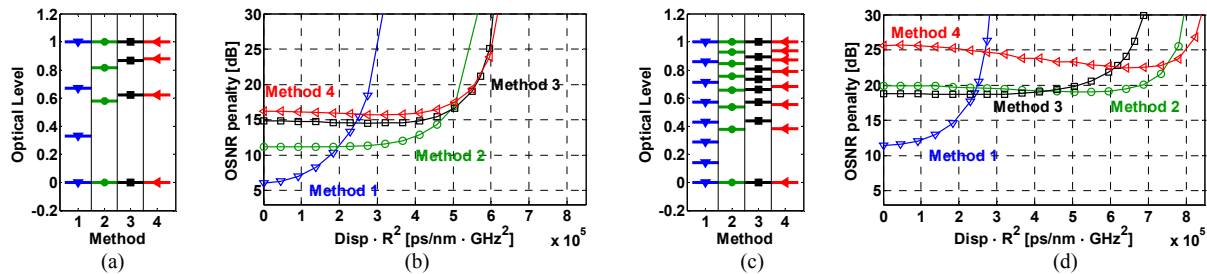 Optical Level
1.2
1
0.8
0.6
0.4
0.2
0
-0.2
1 2 3 4
Method
(a)
OSNR penalty [dB]
30
25
20
15
10
5
Method 4
Method 3
Method 2
Method 1
0 1 2 3 4 5 6 7 8
Disp · R² [ps/nm · GHz²]
x 10⁵
(b)
Optical Level
1.2
1
0.8
0.6
0.4
0.2
0
-0.2
1 2 3 4
Method
(c)
OSNR penalty [dB]
30
25
20
15
10
5
Method 4
Method 3
Method 2
Method 1
0 1 2 3 4 5 6 7 8
Disp · R² [ps/nm · GHz²]
x 10⁵
(d)